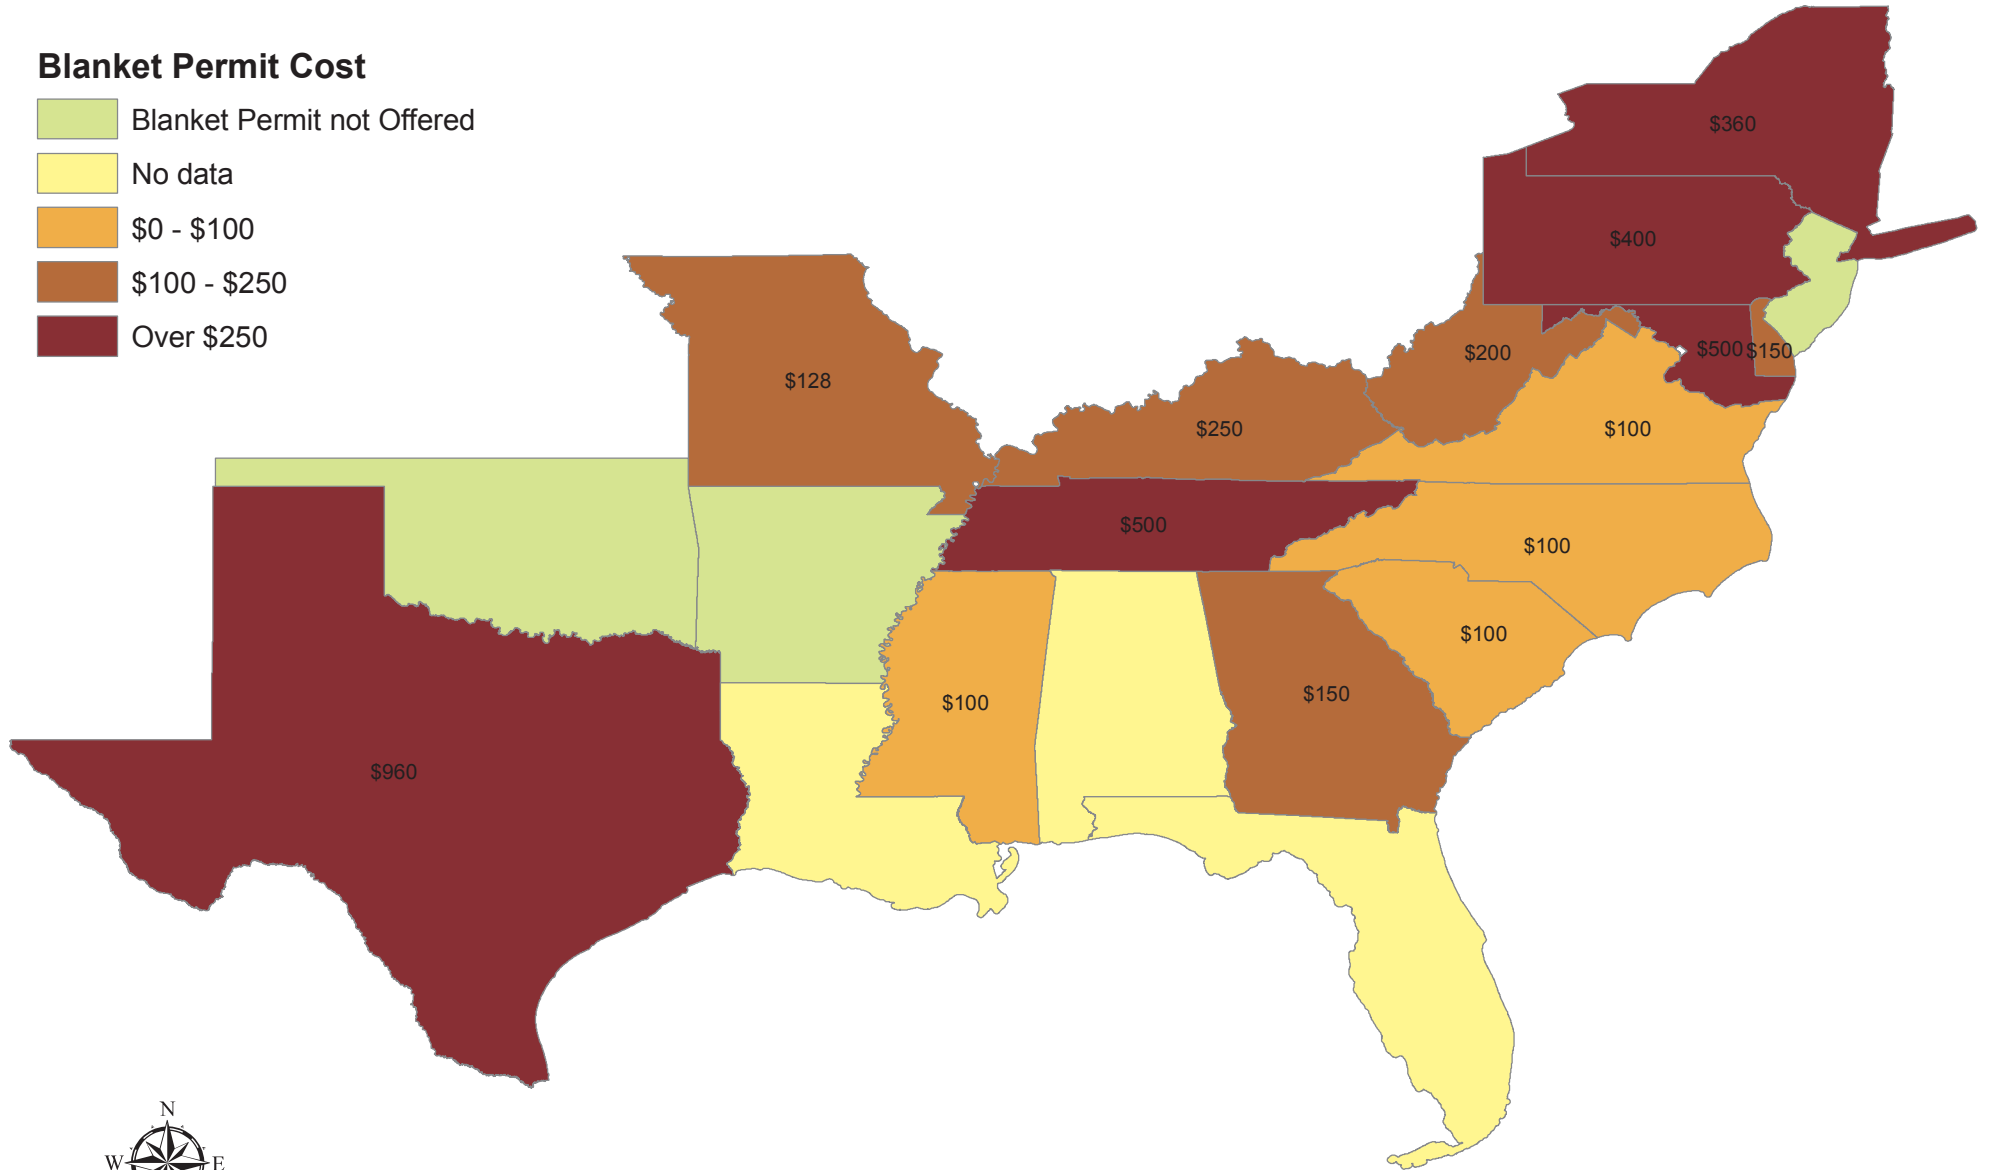 Blanket Permit Cost
Blanket Permit not Offered
No data
$0 - $100
$100 - $250
Over $250
$360
$400
$200
$500
$150
$128
$250
$100
$500
$100
$100
$100
$150
$960
N
W
E